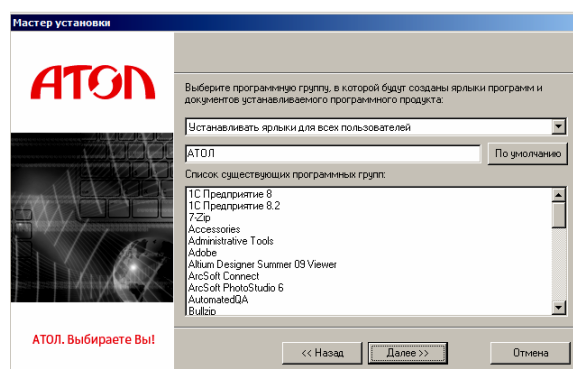 Мастер установки
АТОЛ
Выберите программную группу, в которой будут созданы ярлыки программ и
документов устанавливаемого программного продукта:
Устанавливать ярлыки для всех пользователей
АТОЛ
По умолчанию
Список существующих программных групп:
1С Предприятие 8
1С Предприятие 8.2
7-Zip
Accessories
Administrative Tools
Adobe
Altium Designer Summer 09 Viewer
ArcSoft Connect
ArcSoft PhotoStudio 6
AutomatedQA
Bullzip
АТОЛ. Выбираете Вы!
<< Назад
Далее >>
Отмена